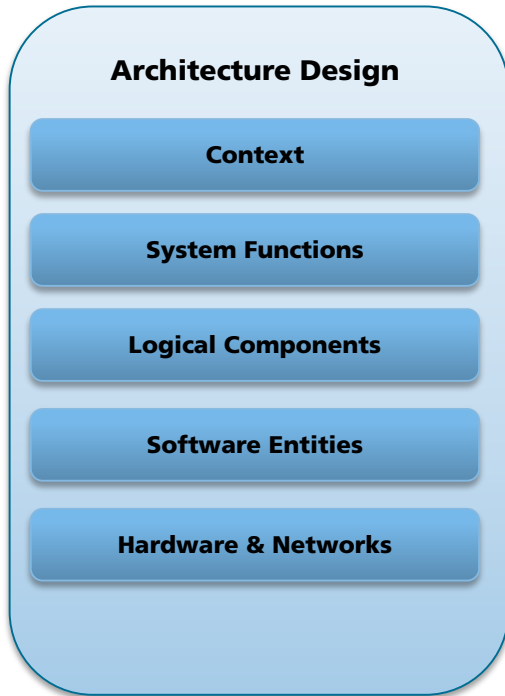 Architecture Design
Context
System Functions
Logical Components
Software Entities
Hardware & Networks